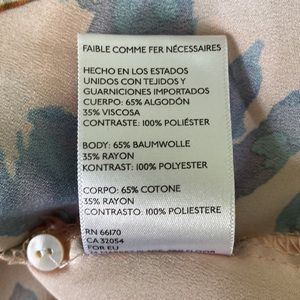 FAIBLE COMME FER NÉCESSAIRES
HECHO EN LOS ESTADOS
UNIDOS CON TEJIDOS Y
GUARNICIONES IMPORTADOS
CUERPO: 65% ALGODÓN
35% VISCOSA
CONTRASTE: 100% POLIÉSTER
BODY: 65% BAUMWOLLE
35% RAYON
KONTRAST: 100% POLYESTER
CORPO: 65% COTONE
35% RAYON
CONTRASTO: 100% POLIESTERE
RN 66170
CA 32054
FOR EU